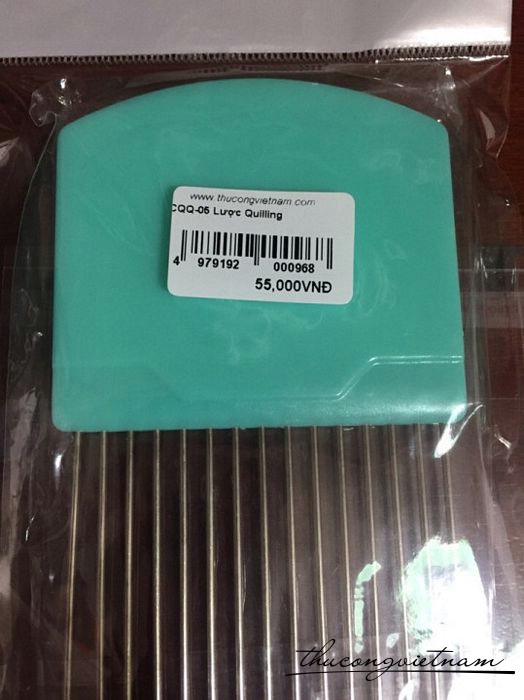 www.thucongvietnam.com
CQQ-05 Lược Quilling
4 979192 000968
55,000VNĐ
thucongvietnam